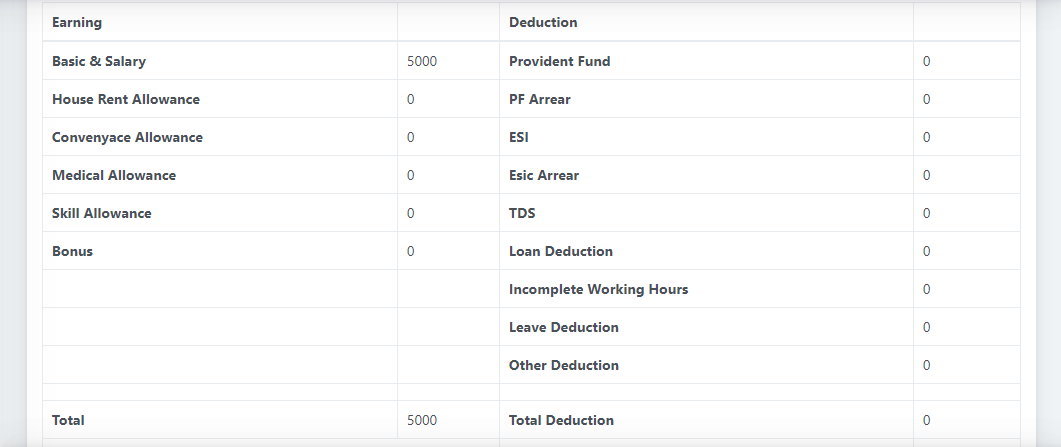 Earning Deduction
Basic & Salary 5000 Provident Fund 0
House Rent Allowance 0 PF Arrear 0
Convenyace Allowance 0 ESI 0
Medical Allowance 0 Esic Arrear 0
Skill Allowance 0 TDS 0
Bonus 0 Loan Deduction 0
Incomplete Working Hours 0
Leave Deduction 0
Other Deduction 0
Total 5000 Total Deduction 0